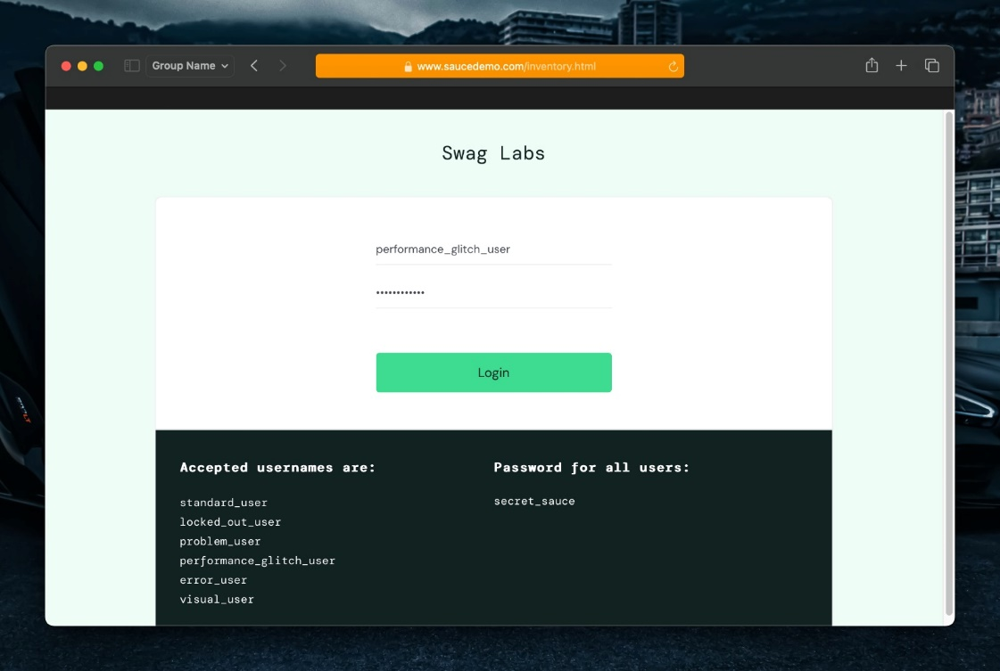 Group Name
www.saucedemo.com/inventory.html
Swag Labs
performance_glitch_user
••••••••••••
Login
Accepted usernames are:
standard_user
locked_out_user
problem_user
performance_glitch_user
error_user
visual_user
Password for all users:
secret_sauce